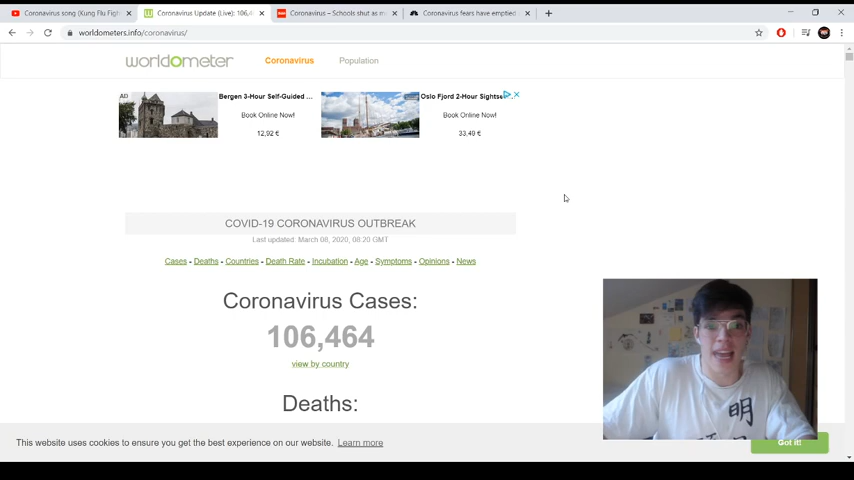 Coronavirus song (Kung Flu Figh
Coronavirus Update (Live): 106,4
Coronavirus – Schools shut as m
Coronavirus fears have emptied
worldometers.info/coronavirus/
worldometer
Coronavirus
Population
AD
Bergen 3-Hour Self-Guided ...
Book Online Now!
12,92 €
Oslo Fjord 2-Hour Sightse
Book Online Now!
33,49 €
COVID-19 CORONAVIRUS OUTBREAK
Last updated: March 08, 2020, 08:20 GMT
Cases - Deaths - Countries - Death Rate - Incubation - Age - Symptoms - Opinions - News
Coronavirus Cases:
106,464
view by country
Deaths:
明
This website uses cookies to ensure you get the best experience on our website. Learn more
Got it!